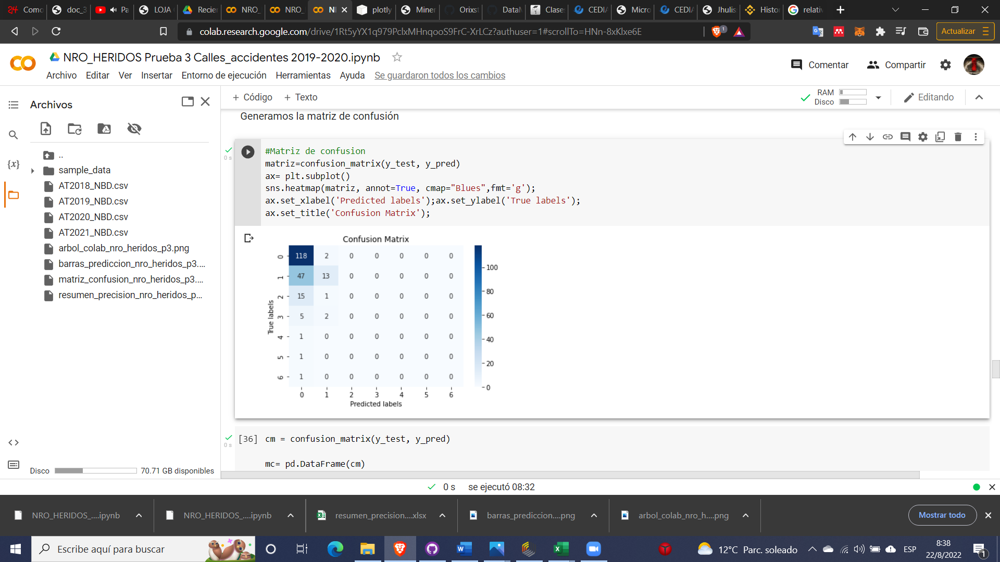 Como
doc_3
Pa
LOJA
Recier
NRO_
NRO_
N
plotly
Miner
Orixst
DataM
Clase
CEDIA
Micro
CEDIA
Jhulis
Histor
relativ
colab.research.google.com/drive/1Rt5yYX1q979PclxMHnqooS9FrC-XrLCz?authuser=1#scrollTo=HNn-8xKlxe6E
1
Actualizar
NRO_HERIDOS Prueba 3 Calles_accidentes 2019-2020.ipynb
Archivo Editar Ver Insertar Entorno de ejecución Herramientas Ayuda Se guardaron todos los cambios
Comentar
Compartir
Archivos
+ Código + Texto
RAM
Disco
Editando
..
sample_data
AT2018_NBD.csv
AT2019_NBD.csv
AT2020_NBD.csv
AT2021_NBD.csv
arbol_colab_nro_heridos_p3.png
barras_prediccion_nro_heridos_p3....
matriz_confusion_nro_heridos_p3....
resumen_precision_nro_heridos_p...
Disco 70.71 GB disponibles
Generamos la matriz de confusión
0 s
#Matriz de confusion
matriz=confusion_matrix(y_test, y_pred)
ax= plt.subplot()
sns.heatmap(matriz, annot=True, cmap="Blues",fmt='g');
ax.set_xlabel('Predicted labels');ax.set_ylabel('True labels');
ax.set_title('Confusion Matrix');
Confusion Matrix
True labels
0 118 2 0 0 0 0 0
1 47 13 0 0 0 0 0
2 15 1 0 0 0 0 0
3 5 2 0 0 0 0 0
4 1 0 0 0 0 0 0
5 1 0 0 0 0 0 0
6 1 0 0 0 0 0 0
0 1 2 3 4 5 6
Predicted labels
100
80
60
40
20
0
0 s
[36] cm = confusion_matrix(y_test, y_pred)
mc= pd.DataFrame(cm)
0 s se ejecutó 08:32
NRO_HERIDOS_....ipynb
NRO_HERIDOS_....ipynb
resumen_precision....xlsx
barras_prediccion....png
arbol_colab_nro_h....png
Mostrar todo
Escribe aquí para buscar
12°C Parc. soleado
ESP
8:38
22/8/2022
1